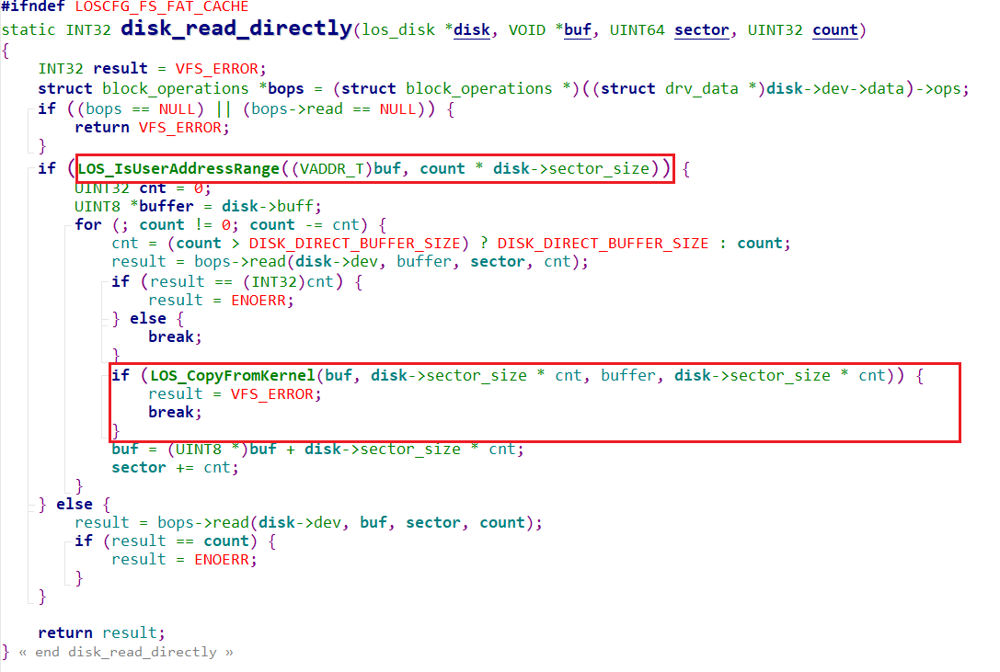 #ifndef LOSCFG_FS_FAT_CACHE
static INT32 disk_read_directly(los_disk *disk, VOID *buf, UINT64 sector, UINT32 count)
{
    INT32 result = VFS_ERROR;
    struct block_operations *bops = (struct block_operations *)((struct drv_data *)disk->dev->data)->ops;
    if ((bops == NULL) || (bops->read == NULL)) {
        return VFS_ERROR;
    }
    if (LOS_IsUserAddressRange((VADDR_T)buf, count * disk->sector_size)) {
        UINT32 cnt = 0;
        UINT8 *buffer = disk->buff;
        for (; count != 0; count -= cnt) {
            cnt = (count > DISK_DIRECT_BUFFER_SIZE) ? DISK_DIRECT_BUFFER_SIZE : count;
            result = bops->read(disk->dev, buffer, sector, cnt);
            if (result == (INT32)cnt) {
                result = ENOERR;
            } else {
                break;
            }
            if (LOS_CopyFromKernel(buf, disk->sector_size * cnt, buffer, disk->sector_size * cnt)) {
                result = VFS_ERROR;
                break;
            }
            buf = (UINT8 *)buf + disk->sector_size * cnt;
            sector += cnt;
        }
    } else {
        result = bops->read(disk->dev, buf, sector, count);
        if (result == count) {
            result = ENOERR;
        }
    }

    return result;
} « end disk_read_directly »